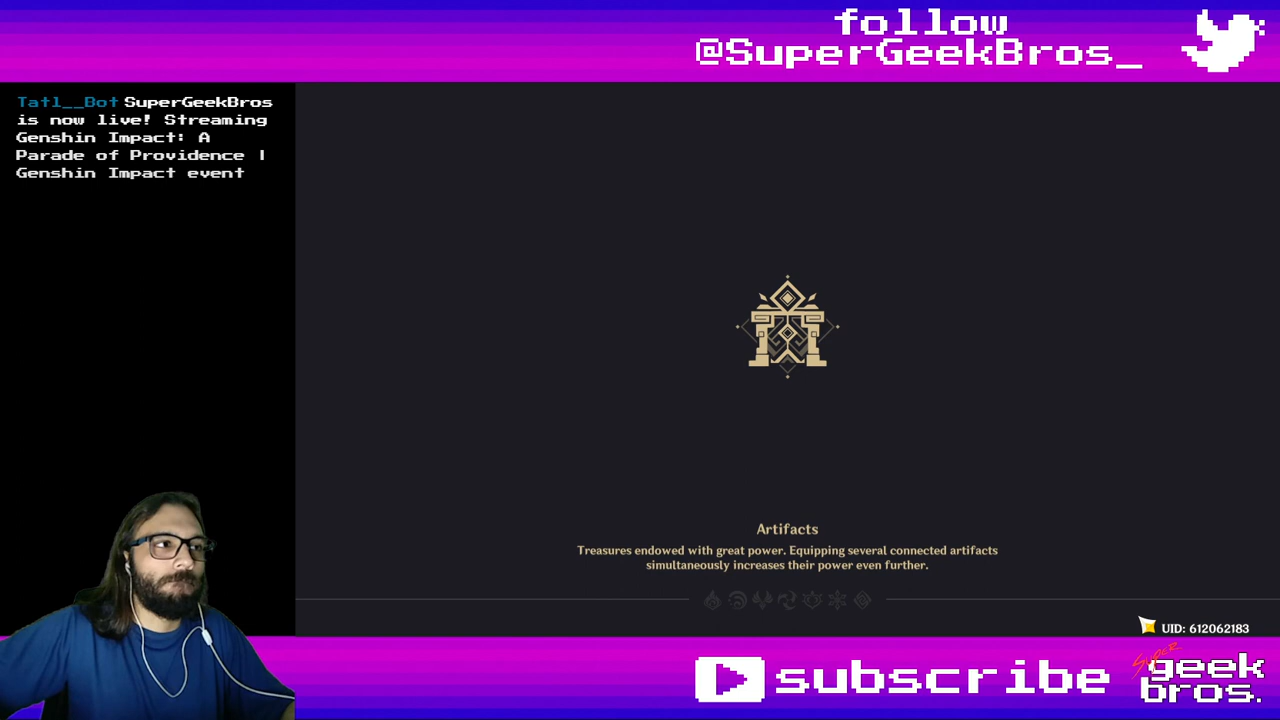 follow
@SuperGeekBros_
Tatl__Bot SuperGeekBros
is now live! Streaming
Genshin Impact: A
Parade of Providence |
Genshin Impact event
Artifacts
Treasures endowed with great power. Equipping several connected artifacts
simultaneously increases their power even further.
UID: 612062183
subscribe
SUPER
geek
bros.